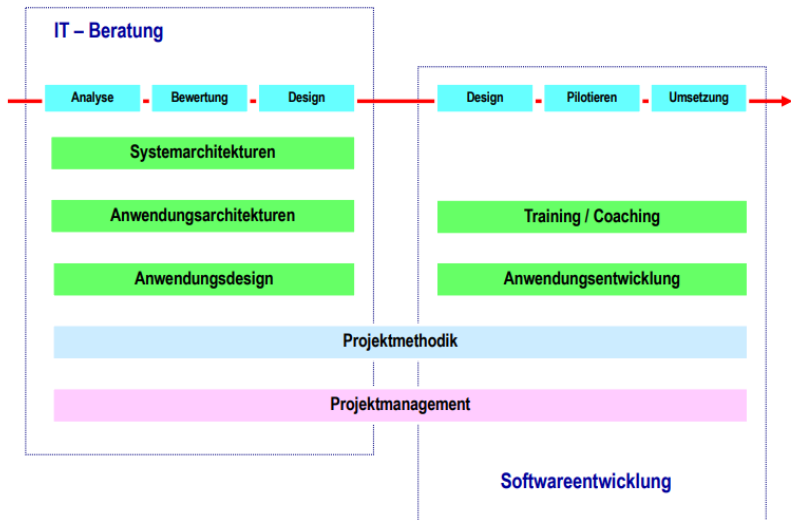 IT – Beratung
Analyse
Bewertung
Design
Design
Pilotieren
Umsetzung
Systemarchitekturen
Anwendungsarchitekturen
Training / Coaching
Anwendungsdesign
Anwendungsentwicklung
Projektmethodik
Projektmanagement
Softwareentwicklung